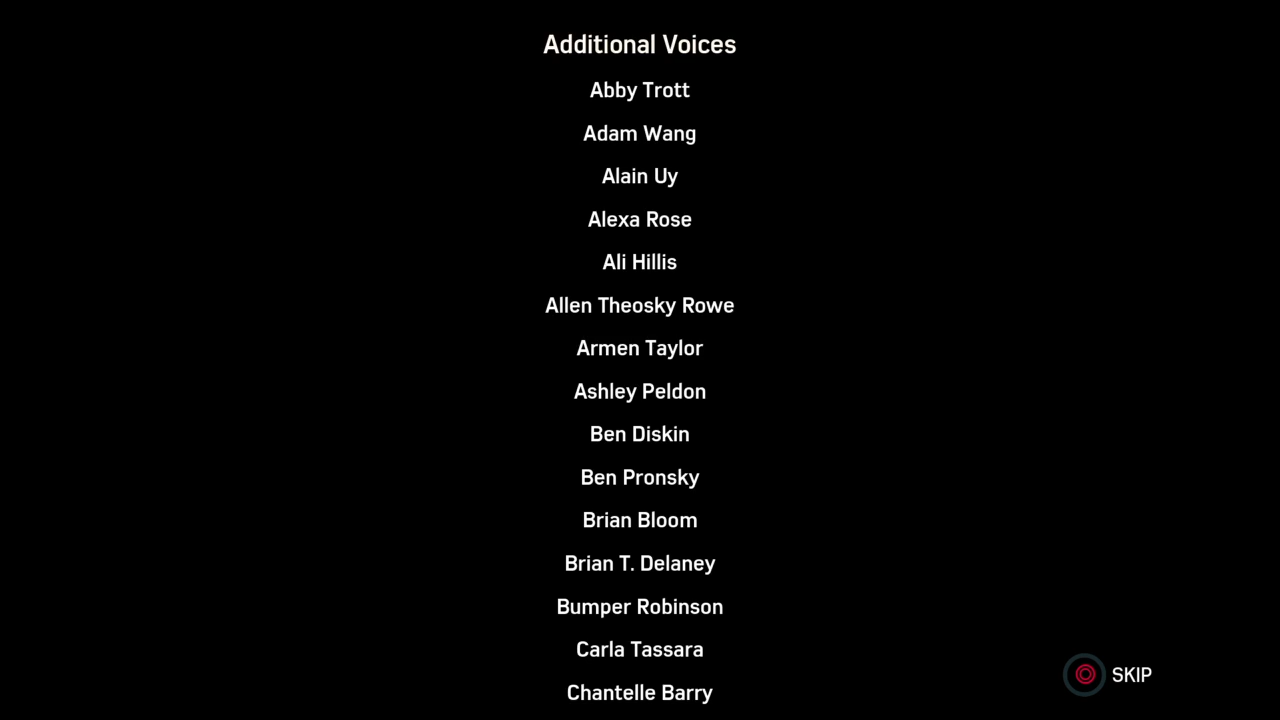 Additional Voices
Abby Trott
Adam Wang
Alain Uy
Alexa Rose
Ali Hillis
Allen Theosky Rowe
Armen Taylor
Ashley Peldon
Ben Diskin
Ben Pronsky
Brian Bloom
Brian T. Delaney
Bumper Robinson
Carla Tassara
Chantelle Barry
SKIP